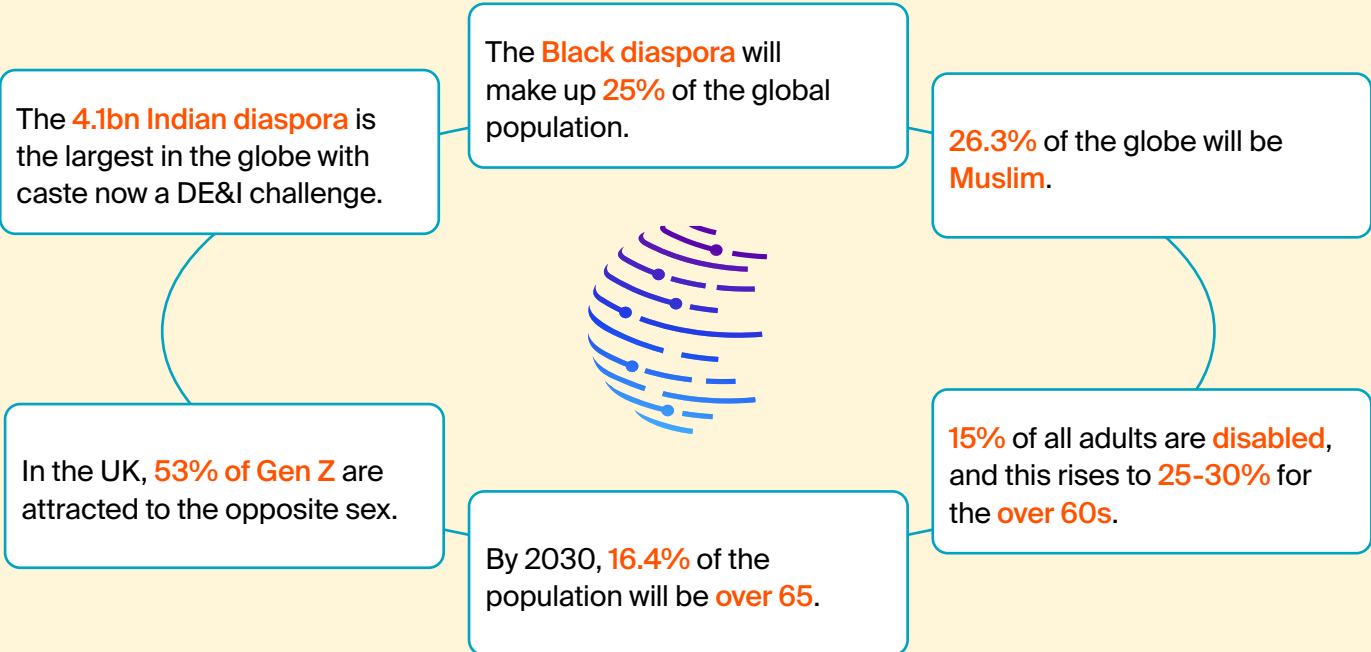 The Black diaspora will
make up 25% of the global
population.
The 4.1bn Indian diaspora is
the largest in the globe with
caste now a DE&I challenge.
26.3% of the globe will be
Muslim.
In the UK, 53% of Gen Z are
attracted to the opposite sex.
15% of all adults are disabled,
and this rises to 25-30% for
the over 60s.
By 2030, 16.4% of the
population will be over 65.